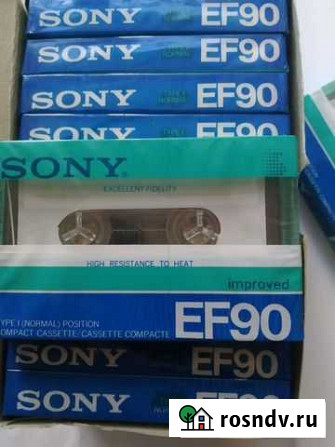 SONY EF90
SONY EF90
SONY EF90
SONY EF90
SONY
EXCELLENT FIDELITY
HIGH RESISTANCE TO HEAT
improved
TYPE I (NORMAL) POSITION
COMPACT CASSETTE/CASSETTE COMPACTE
EF90
SONY EF90
SONY EF90
rosndv.ru